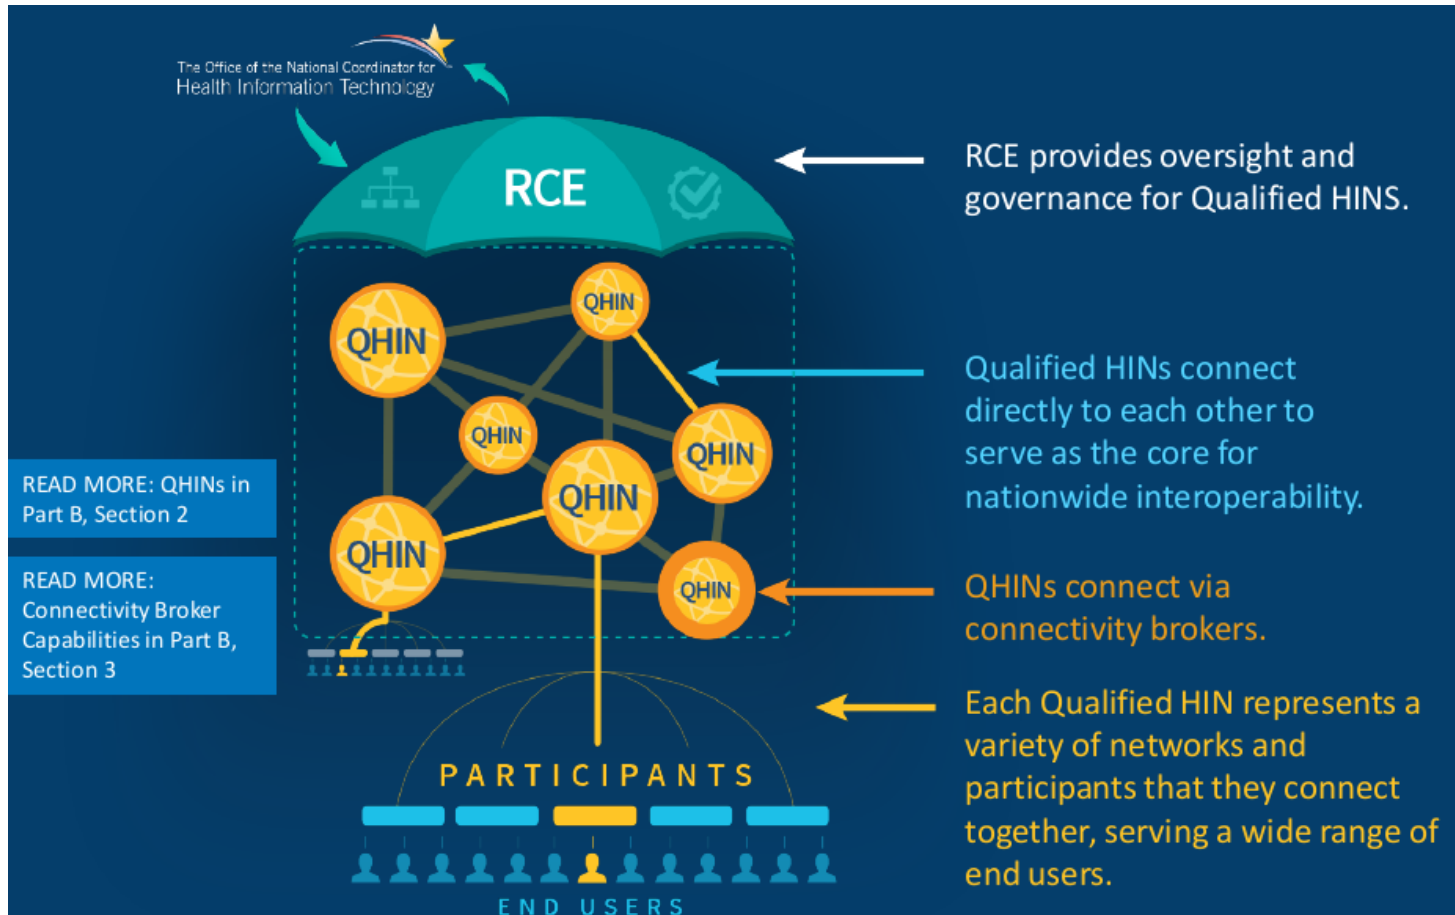 The Office of the National Coordinator for
Health Information Technology
RCE
RCE provides oversight and
governance for Qualified HINS.
QHIN
QHIN
QHIN
QHIN
QHIN
QHIN
QHIN
Qualified HINs connect
directly to each other to
serve as the core for
nationwide interoperability.
READ MORE: QHINs in
Part B, Section 2
READ MORE:
Connectivity Broker
Capabilities in Part B,
Section 3
QHINs connect via
connectivity brokers.
Each Qualified HIN represents a
variety of networks and
participants that they connect
together, serving a wide range of
end users.
PARTICIPANTS
END USERS